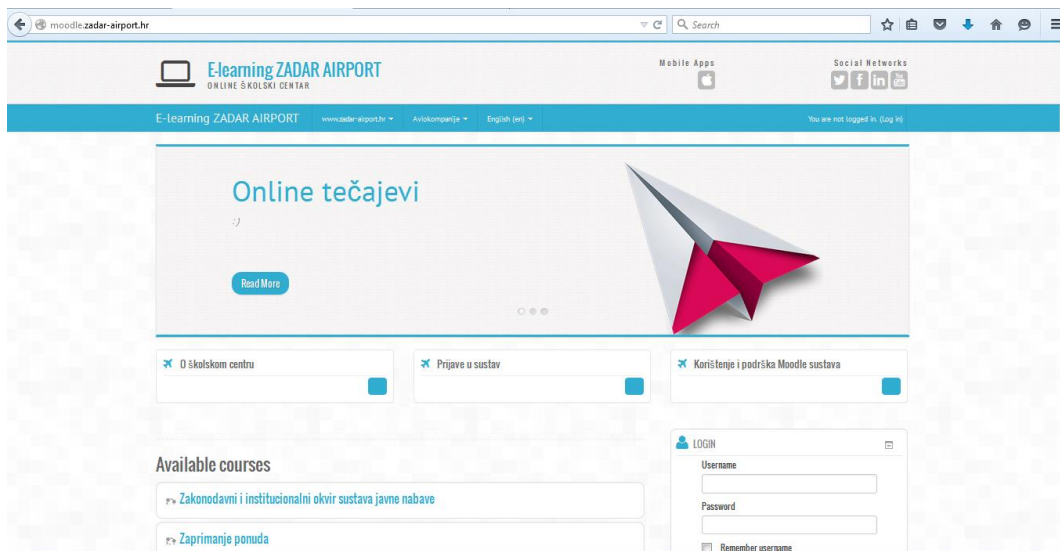 moodle.zadar-airport.hr
Search
E-learning ZADAR AIRPORT
ONLINE ŠKOLSKI CENTAR
Mobile Apps
Social Networks
You Tube
E-learning ZADAR AIRPORT www.zadar-airport.hr Aviokompanije English (en) You are not logged in. (Log in)
Online tečajevi
:)
Read More
O školskom centru
Prijave u sustav
Korištenje i podrška Moodle sustava
Available courses
Zakonodavni i institucionalni okvir sustava javne nabave
Zaprimanje ponuda
LOGIN
Username
Password
Remember username